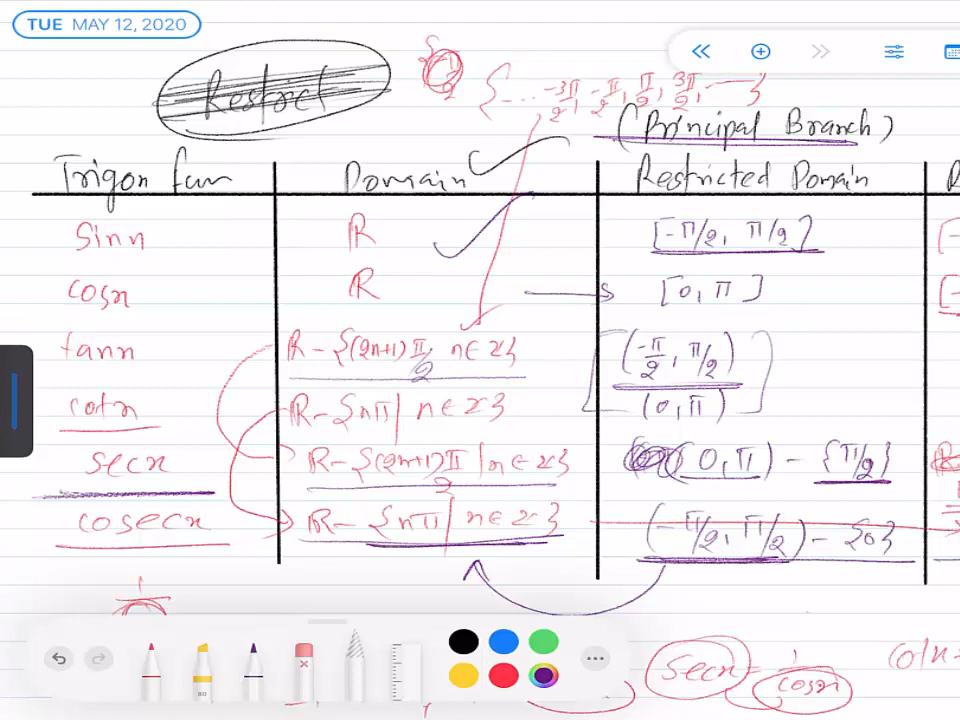 TUE MAY 12, 2020
Restrct
{.... -3π/2, -π/2, π/2, 3π/2, ---}
(Principal Branch)
Trigon fun Domain Restricted Domain
Sinx ℝ [-π/2, π/2]
cosx ℝ [0, π]
tanx ℝ - {(2n+1)π/2 n∈z} (-π/2, π/2)
cotx ℝ - {nπ | n∈z} (0, π)
secx ℝ - {(2n+1)π/2 | n∈z} (0, π) - {π/2}
cosecx ℝ - {nπ | n∈z} (-π/2, π/2) - {0}
secx = 1/cosx